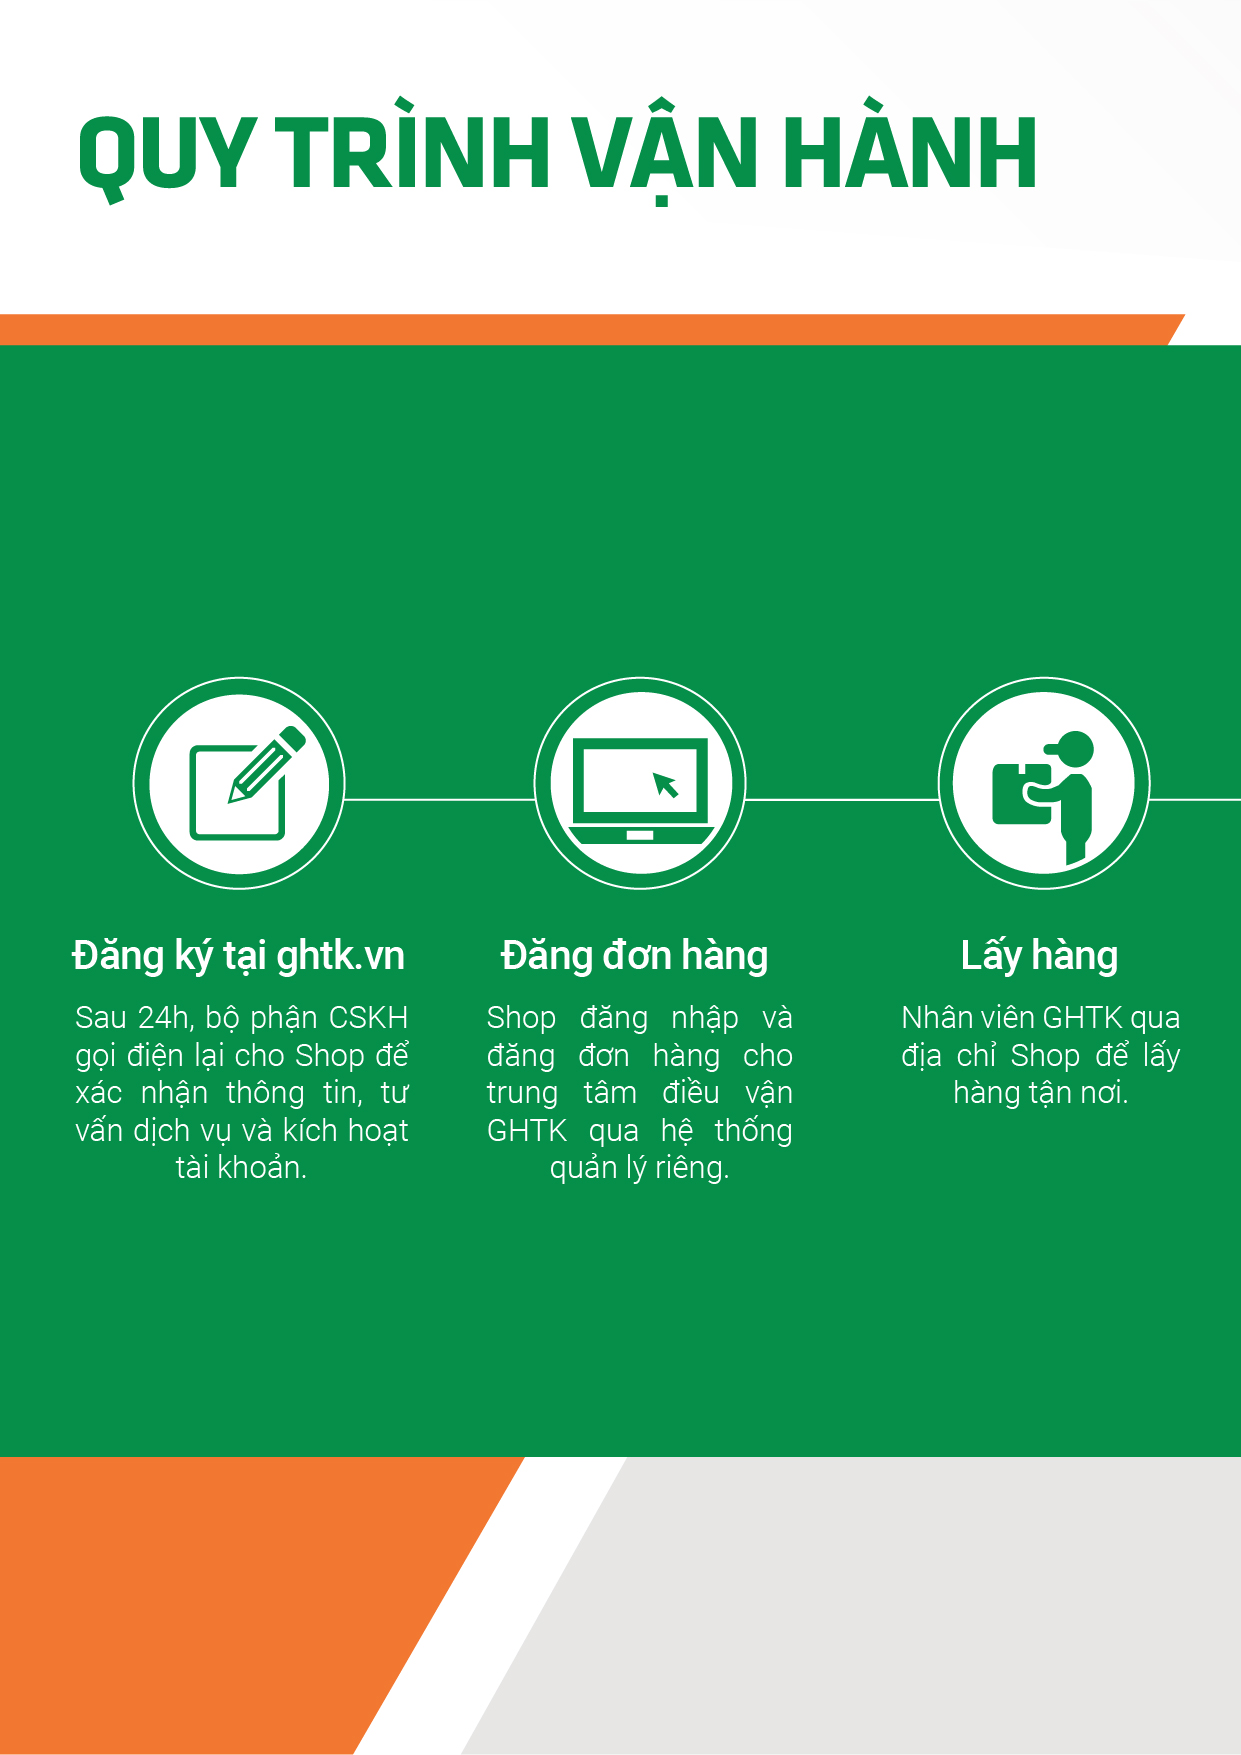 QUY TRÌNH VẬN HÀNH
Đăng ký tại ghtk.vn
Sau 24h, bộ phận CSKH
gọi điện lại cho Shop để
xác nhận thông tin, tư
vấn dịch vụ và kích hoạt
tài khoản.
Đăng đơn hàng
Shop đăng nhập và
đăng đơn hàng cho
trung tâm điều vận
GHTK qua hệ thống
quản lý riêng.
Lấy hàng
Nhân viên GHTK qua
địa chỉ Shop để lấy
hàng tận nơi.